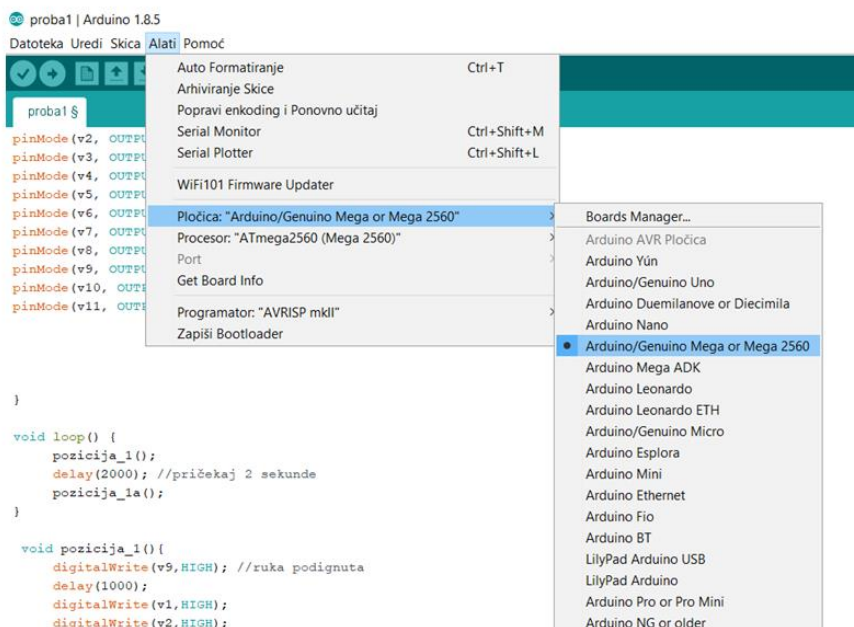 proba1 | Arduino 1.8.5
Datoteka Uredi Skica Alati Pomoć
proba1 §
Auto Formatiranje Ctrl+T
Arhiviranje Skice
Popravi enkoding i Ponovno učitaj
Serial Monitor Ctrl+Shift+M
Serial Plotter Ctrl+Shift+L
WiFi101 Firmware Updater
Pločica: "Arduino/Genuino Mega or Mega 2560"
Procesor: "ATmega2560 (Mega 2560)"
Port
Get Board Info
Programator: "AVRISP mkII"
Zapiši Bootloader
Boards Manager...
Arduino AVR Pločica
Arduino Yún
Arduino/Genuino Uno
Arduino Duemilanove or Diecimila
Arduino Nano
Arduino/Genuino Mega or Mega 2560
Arduino Mega ADK
Arduino Leonardo
Arduino Leonardo ETH
Arduino/Genuino Micro
Arduino Esplora
Arduino Mini
Arduino Ethernet
Arduino Fio
Arduino BT
LilyPad Arduino USB
LilyPad Arduino
Arduino Pro or Pro Mini
Arduino NG or older
pinMode(v2, OUTPU
pinMode(v3, OUTPU
pinMode(v4, OUTPU
pinMode(v5, OUTPU
pinMode(v6, OUTPU
pinMode(v7, OUTPU
pinMode(v8, OUTPU
pinMode(v9, OUTPU
pinMode(v10, OUTP
pinMode(v11, OUTP
}
void loop() {
pozicija_1();
delay(2000); //pričekaj 2 sekunde
pozicija_1a();
}
void pozicija_1(){
digitalWrite(v9,HIGH); //ruka podignuta
delay(1000);
digitalWrite(v1,HIGH);
digitalWrite(v2,HIGH);